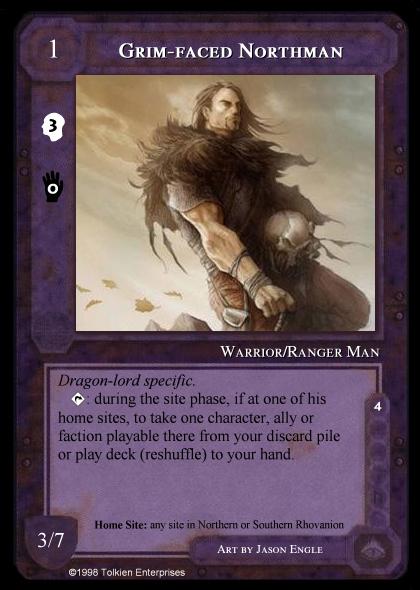 1
GRIM-FACED NORTHMAN
3
0
WARRIOR/RANGER MAN
Dragon-lord specific.
: during the site phase, if at one of his
home sites, to take one character, ally or
faction playable there from your discard pile
or play deck (reshuffle) to your hand.
4
Home Site: any site in Northern or Southern Rhovanion
3/7
ART BY JASON ENGLE
©1998 Tolkien Enterprises